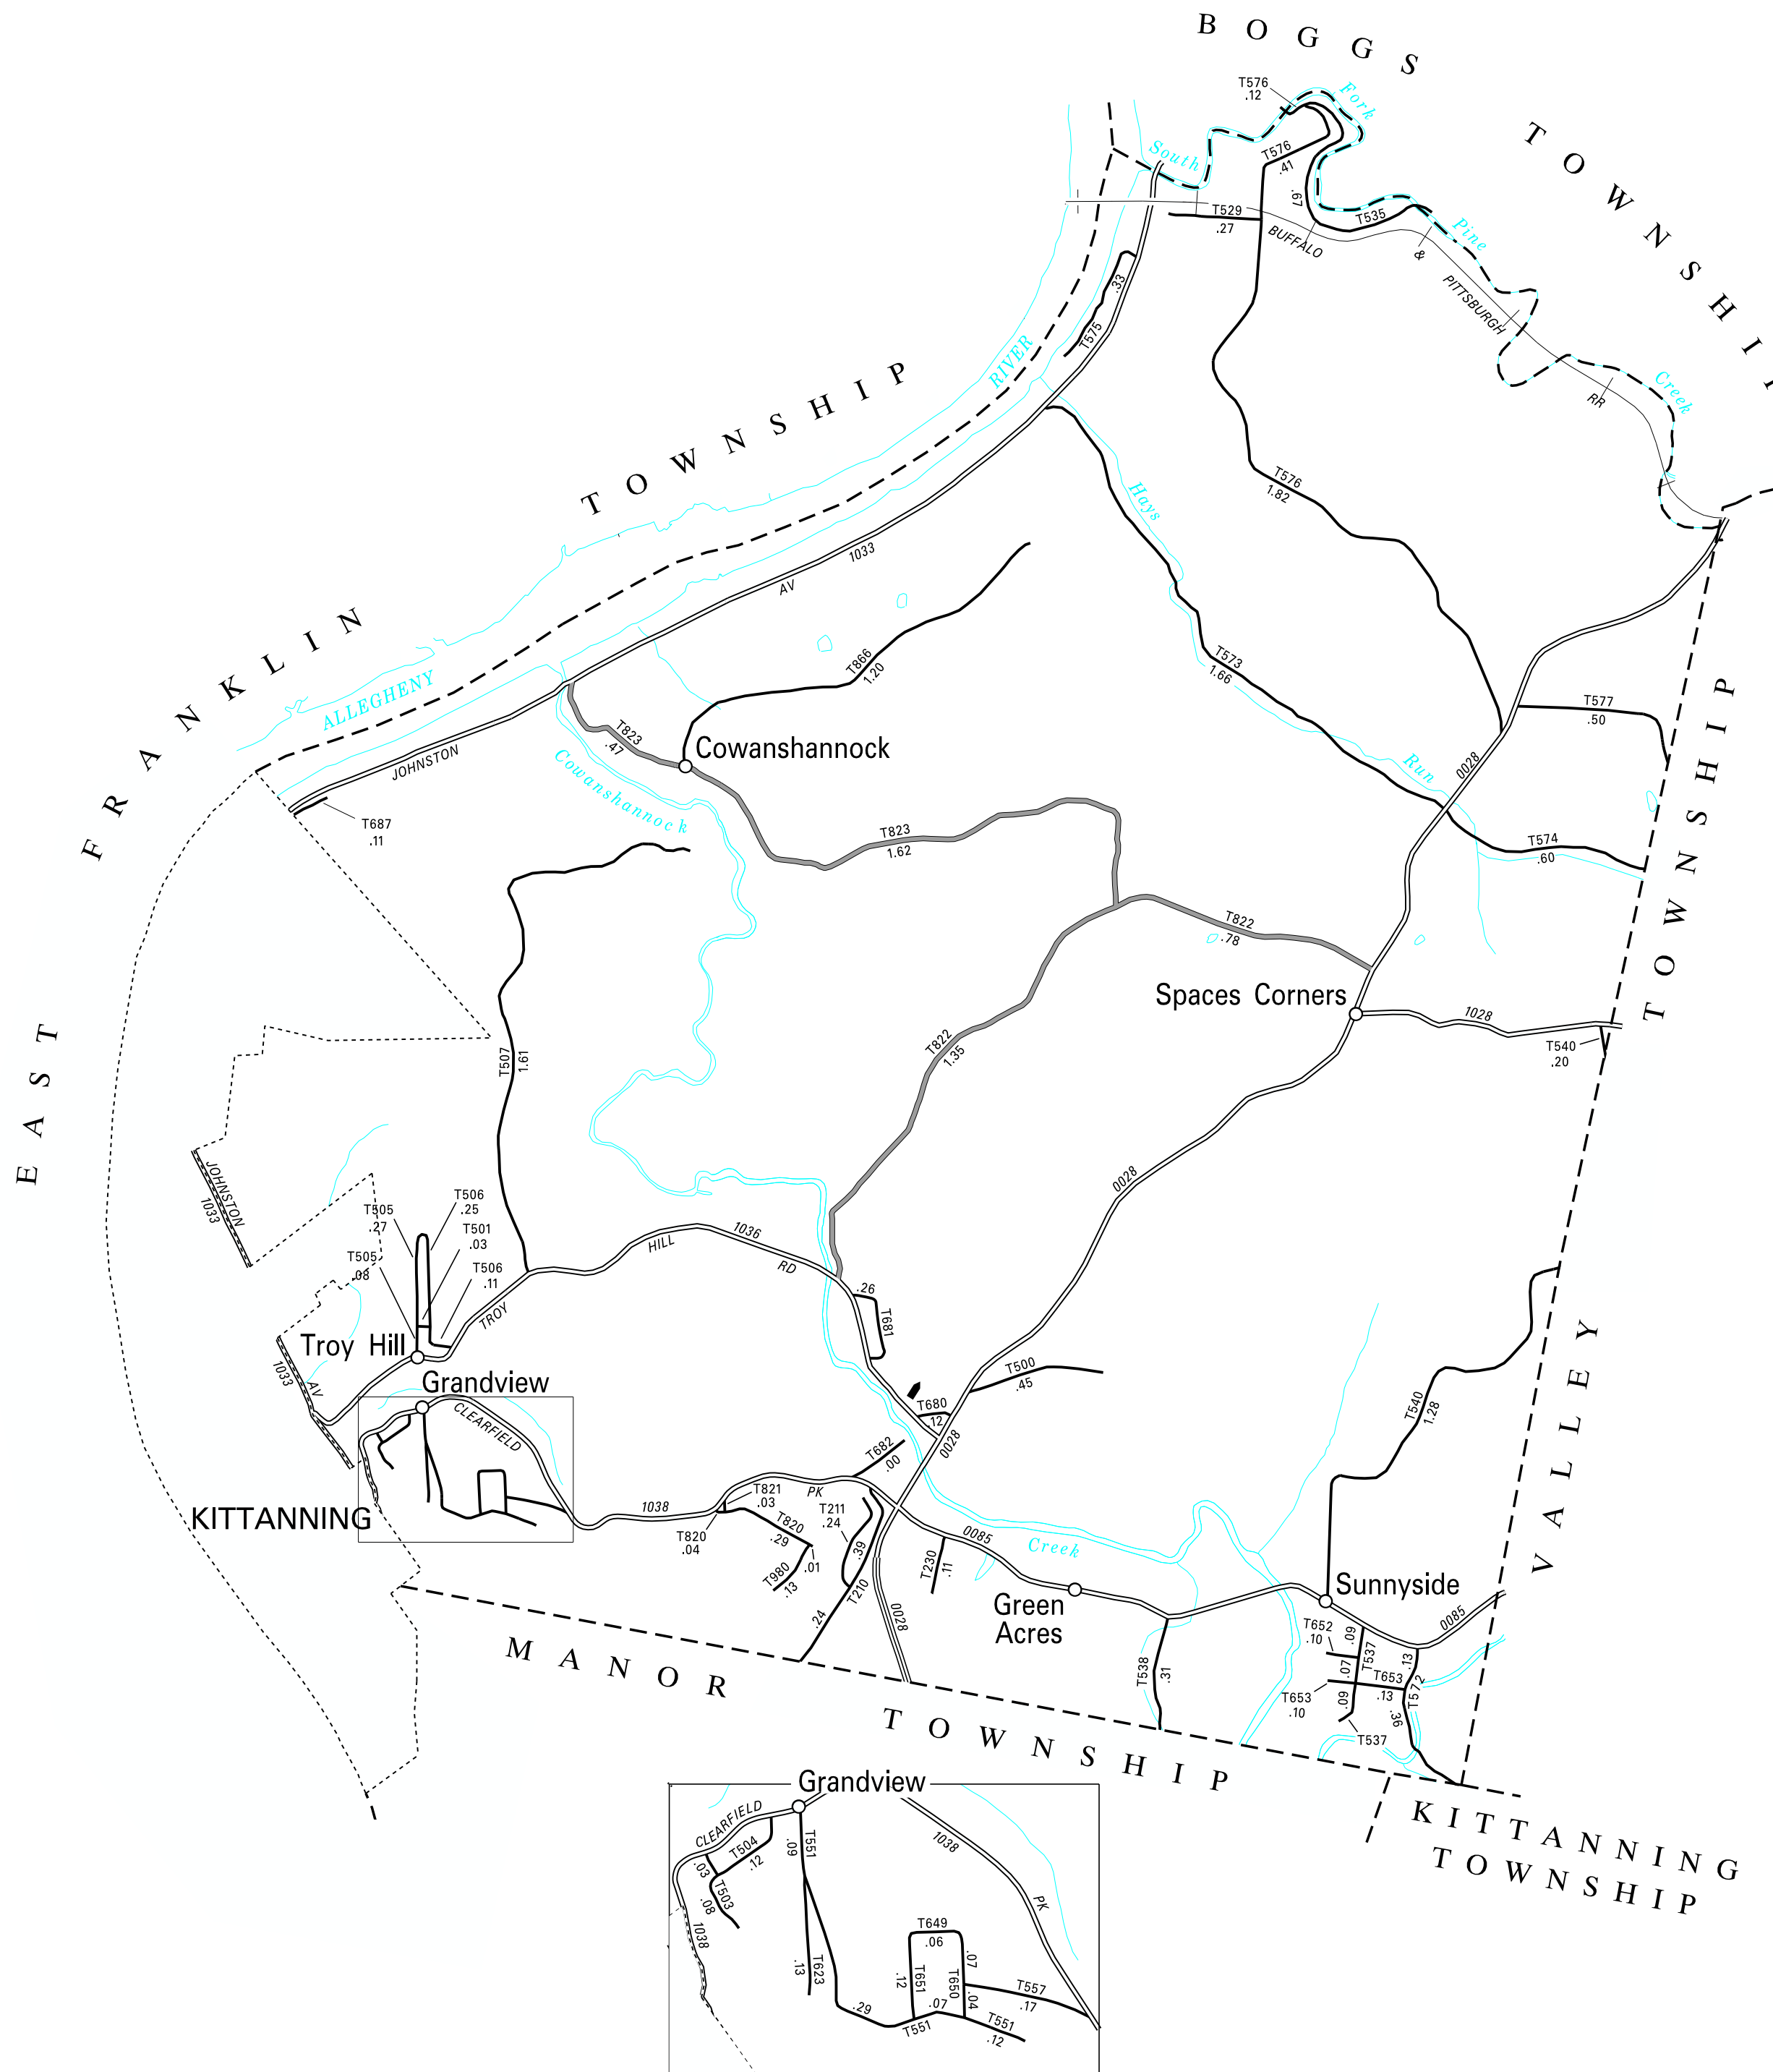 BOGGS
TOWNSHIP
T576
.12
Fork
South
T576
.41
.67
T529
.27
T535
BUFFALO
&
PITTSBURGH
RR
Pine
Creek
.33
T575
RIVER
TOWNSHIP
FRANKLIN
EAST
ALLEGHENY
Hays
T576
1.82
1033
AV
JOHNSTON
T866
1.20
T573
1.66
T577
.50
T823
.47
Cowanshannock
Cowanshannock
Run
0028
T687
.11
T823
1.62
T574
.60
TOWNSHIP
T822
.78
Spaces Corners
1028
T540
.20
T507
1.61
T822
1.35
JOHNSTON
1033
T505
.27
T506
.25
T501
.03
T505
.08
T506
.11
0028
1036
HILL
RD
TROY
.26
T681
Troy Hill
1033
AV
Grandview
CLEARFIELD
T500
.45
T680
.12
0028
T682
.00
T540
1.28
VALLEY
KITTANNING
1038
PK
T821
.03
T820
.04
T820
.29
.01
T980
.13
T211
.24
.39
T210
.24
0085
T230
.11
Creek
0028
Green
Acres
Sunnyside
0085
T652
.10
.09
T537
.07
T653
.13
.13
T572
T653
.10
.09
.36
T537
T538
.31
MANOR
TOWNSHIP
KITTANNING
TOWNSHIP
Grandview
CLEARFIELD
T504
.12
.03
T503
.08
T551
.09
1038
1038
PK
T623
.13
T649
.06
.07
.12
T651
T650
.04
T557
.17
.29
.07
T551
T551
.12